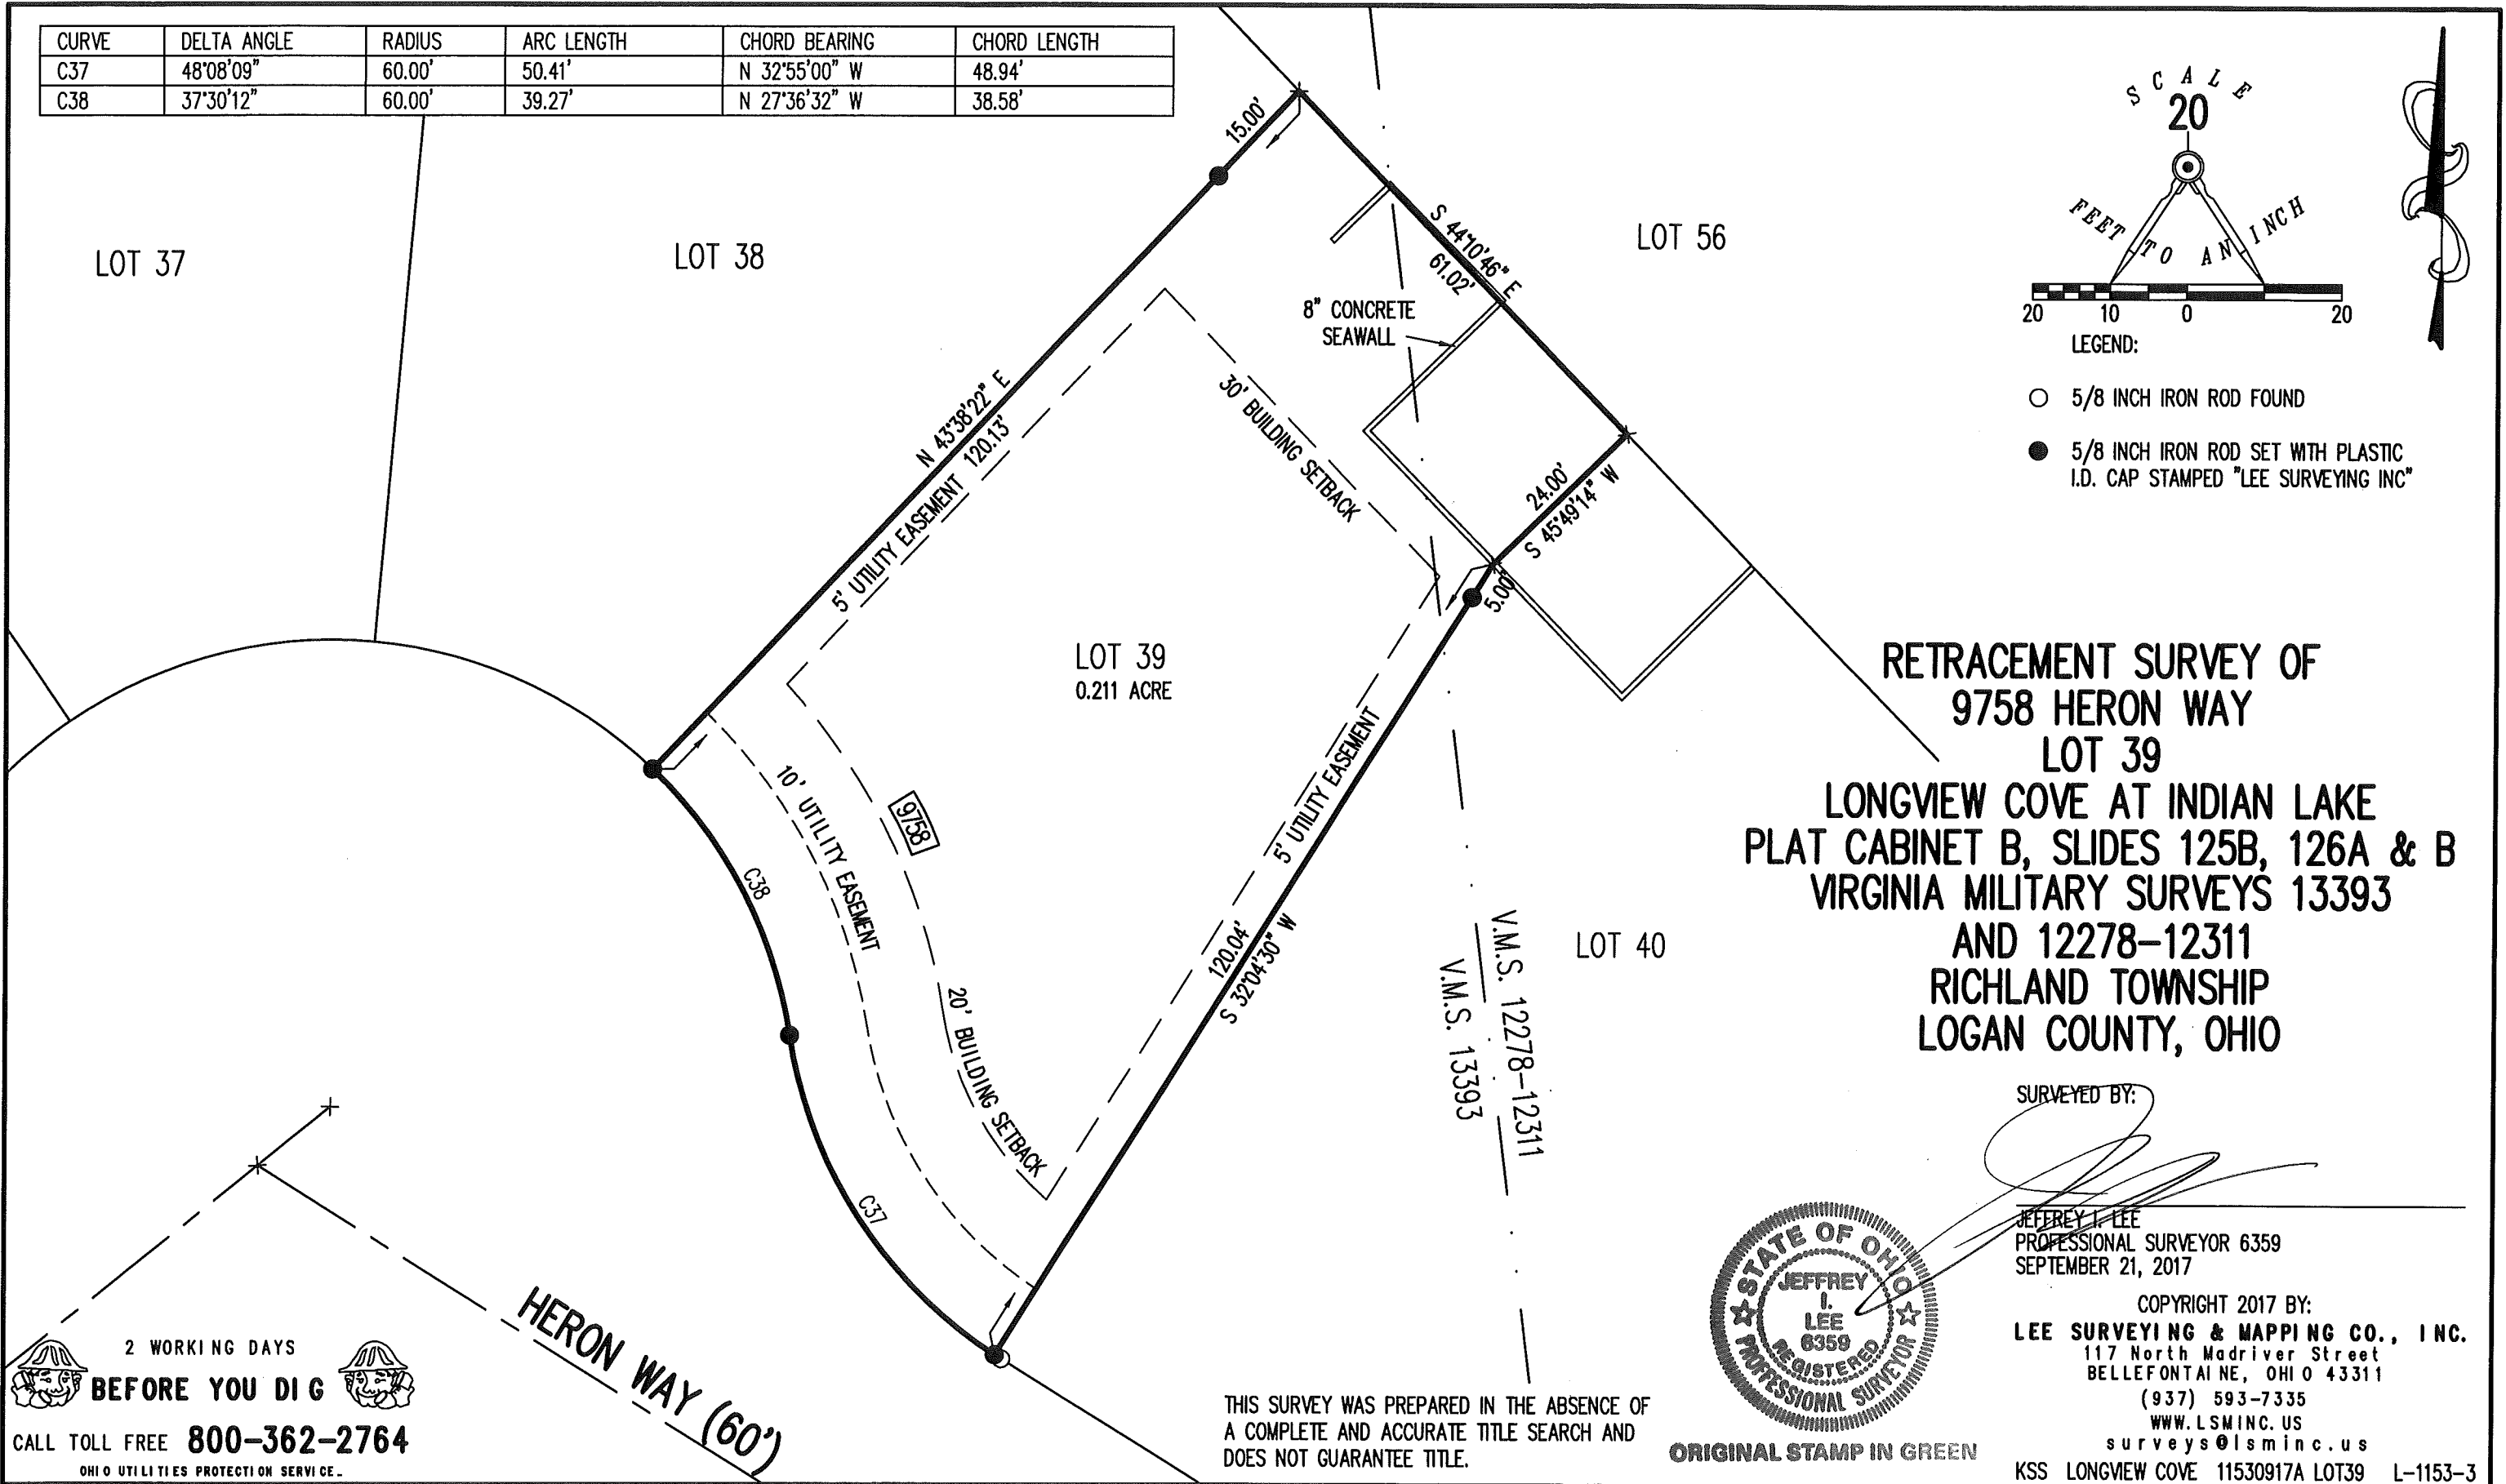 CURVE DELTA ANGLE RADIUS ARC LENGTH CHORD BEARING CHORD LENGTH
C37 48°08'09" 60.00' 50.41' N 32°55'00" W 48.94'
C38 37°30'12" 60.00' 39.27' N 27°36'32" W 38.58'
SCALE
20
FEET TO AN INCH
20 10 0 20
LEGEND:
5/8 INCH IRON ROD FOUND
5/8 INCH IRON ROD SET WITH PLASTIC
I.D. CAP STAMPED "LEE SURVEYING INC"
LOT 37
LOT 38
LOT 56
15.00'
S 44°10'46" E
61.02'
8" CONCRETE
SEAWALL
N 43°38'22" E
120.13'
5' UTILITY EASEMENT
30' BUILDING SETBACK
24.00'
S 45°49'14" W
5.00'
LOT 39
0.211 ACRE
5' UTILITY EASEMENT
10' UTILITY EASEMENT
9758
C38
20' BUILDING SETBACK
120.04'
S 32°04'30" W
C37
LOT 40
V.M.S. 12278-12311
V.M.S. 13393
HERON WAY (60')
RETRACEMENT SURVEY OF
9758 HERON WAY
LOT 39
LONGVIEW COVE AT INDIAN LAKE
PLAT CABINET B, SLIDES 125B, 126A & B
VIRGINIA MILITARY SURVEYS 13393
AND 12278-12311
RICHLAND TOWNSHIP
LOGAN COUNTY, OHIO
SURVEYED BY:
JEFFREY I. LEE
PROFESSIONAL SURVEYOR 6359
SEPTEMBER 21, 2017
COPYRIGHT 2017 BY:
LEE SURVEYING & MAPPING CO., INC.
117 North Madriver Street
BELLEFONTAINE, OHIO 43311
(937) 593-7335
WWW.LSMINC.US
surveys@lsminc.us
KSS LONGVIEW COVE 11530917A LOT39 L-1153-3
STATE OF OHIO
JEFFREY
I.
LEE
6359
REGISTERED
PROFESSIONAL SURVEYOR
ORIGINAL STAMP IN GREEN
THIS SURVEY WAS PREPARED IN THE ABSENCE OF
A COMPLETE AND ACCURATE TITLE SEARCH AND
DOES NOT GUARANTEE TITLE.
2 WORKING DAYS
BEFORE YOU DIG
CALL TOLL FREE 800-362-2764
OHIO UTILITIES PROTECTION SERVICE.